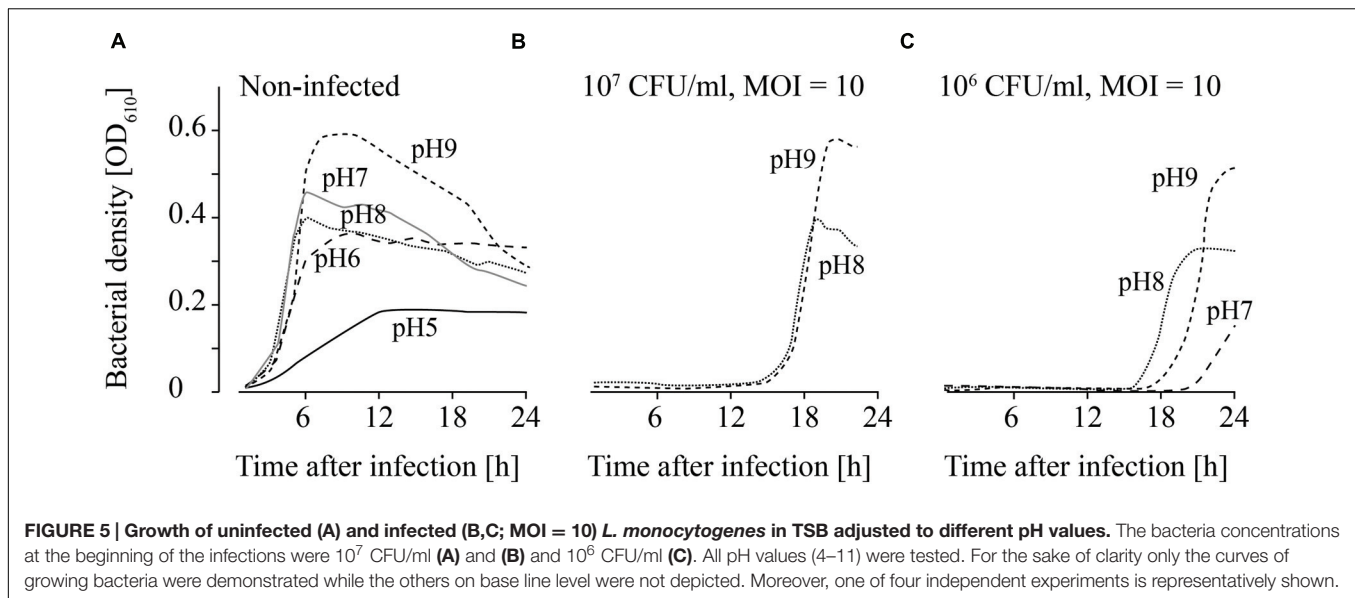 A
B
C
Non-infected
10⁷ CFU/ml, MOI = 10
10⁶ CFU/ml, MOI = 10
Bacterial density [OD₆₁₀]
0.6
0.4
0.2
0
pH9
pH7
pH8
pH6
pH5
6 12 18 24
Time after infection [h]
pH9
pH8
6 12 18 24
Time after infection [h]
pH9
pH8
pH7
6 12 18 24
Time after infection [h]
FIGURE 5 | Growth of uninfected (A) and infected (B,C; MOI = 10) L. monocytogenes in TSB adjusted to different pH values. The bacteria concentrations
at the beginning of the infections were 10⁷ CFU/ml (A) and (B) and 10⁶ CFU/ml (C). All pH values (4–11) were tested. For the sake of clarity only the curves of
growing bacteria were demonstrated while the others on base line level were not depicted. Moreover, one of four independent experiments is representatively shown.